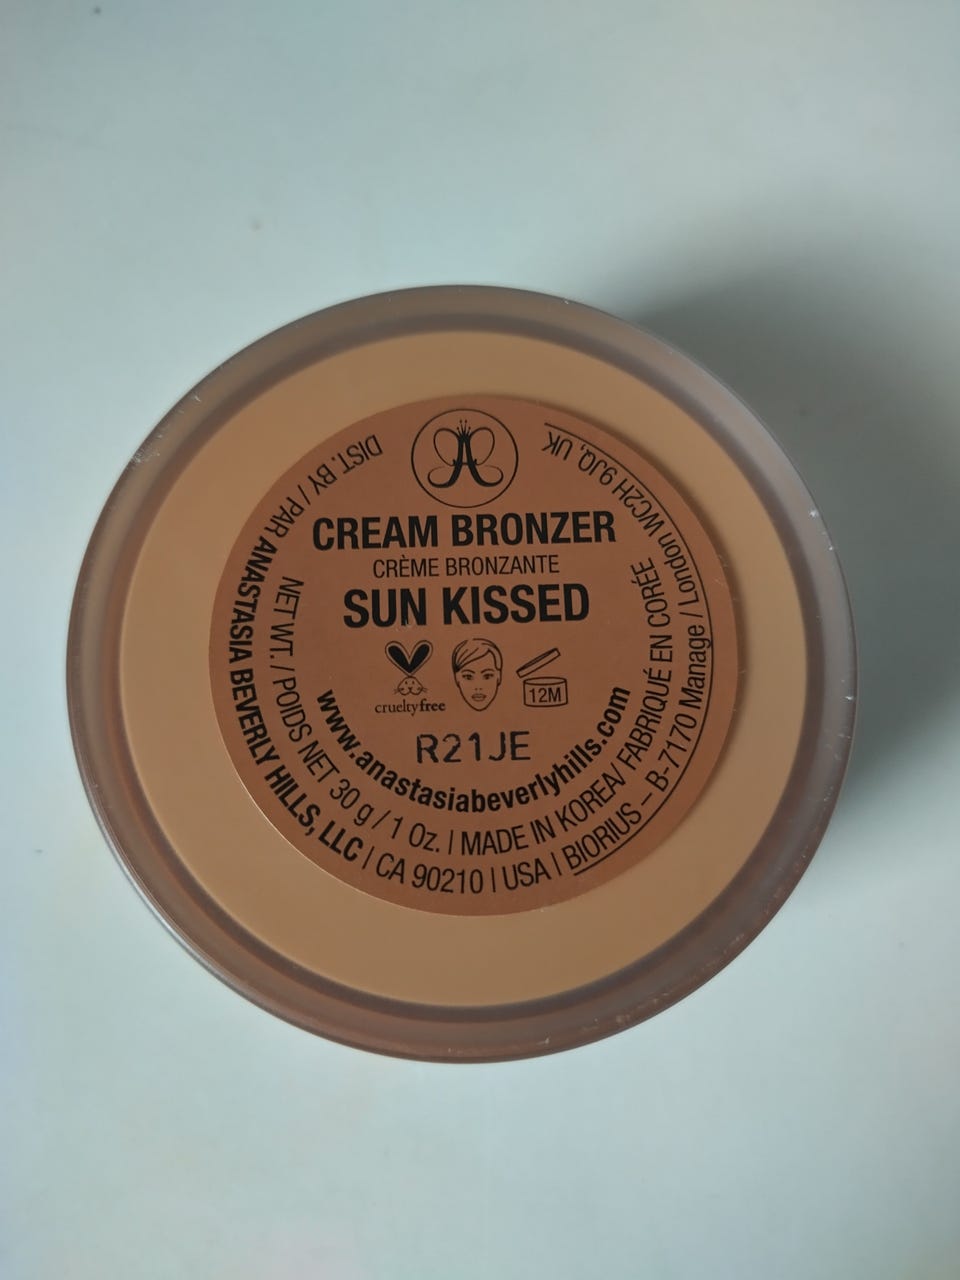 CREAM BRONZER
CRÈME BRONZANTE
SUN KISSED
crueltyfree
12M
R21JE
www.anastasiabeverlyhills.com
NET WT. / POIDS NET 30 g / 1 Oz. | MADE IN KOREA/ FABRIQUÉ EN CORÉE
DIST. BY / PAR ANASTASIA BEVERLY HILLS, LLC | CA 90210 | USA | BIORIUS – B-7170 Manage / London WC2H 9JQ, UK